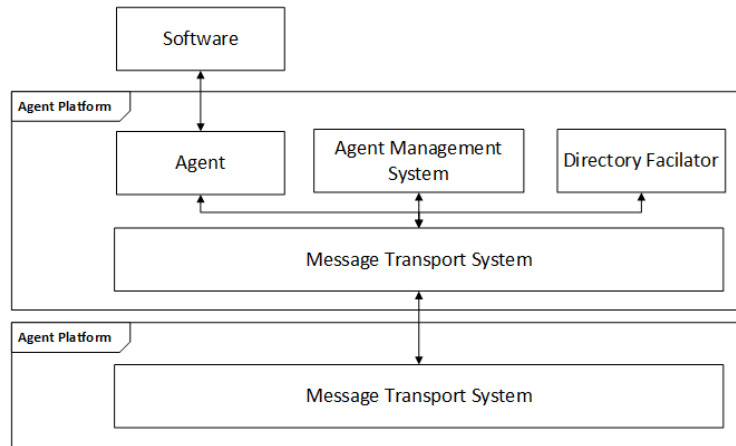 Software
Agent Platform
Agent
Agent Management
System
Directory Facilator
Message Transport System
Agent Platform
Message Transport System